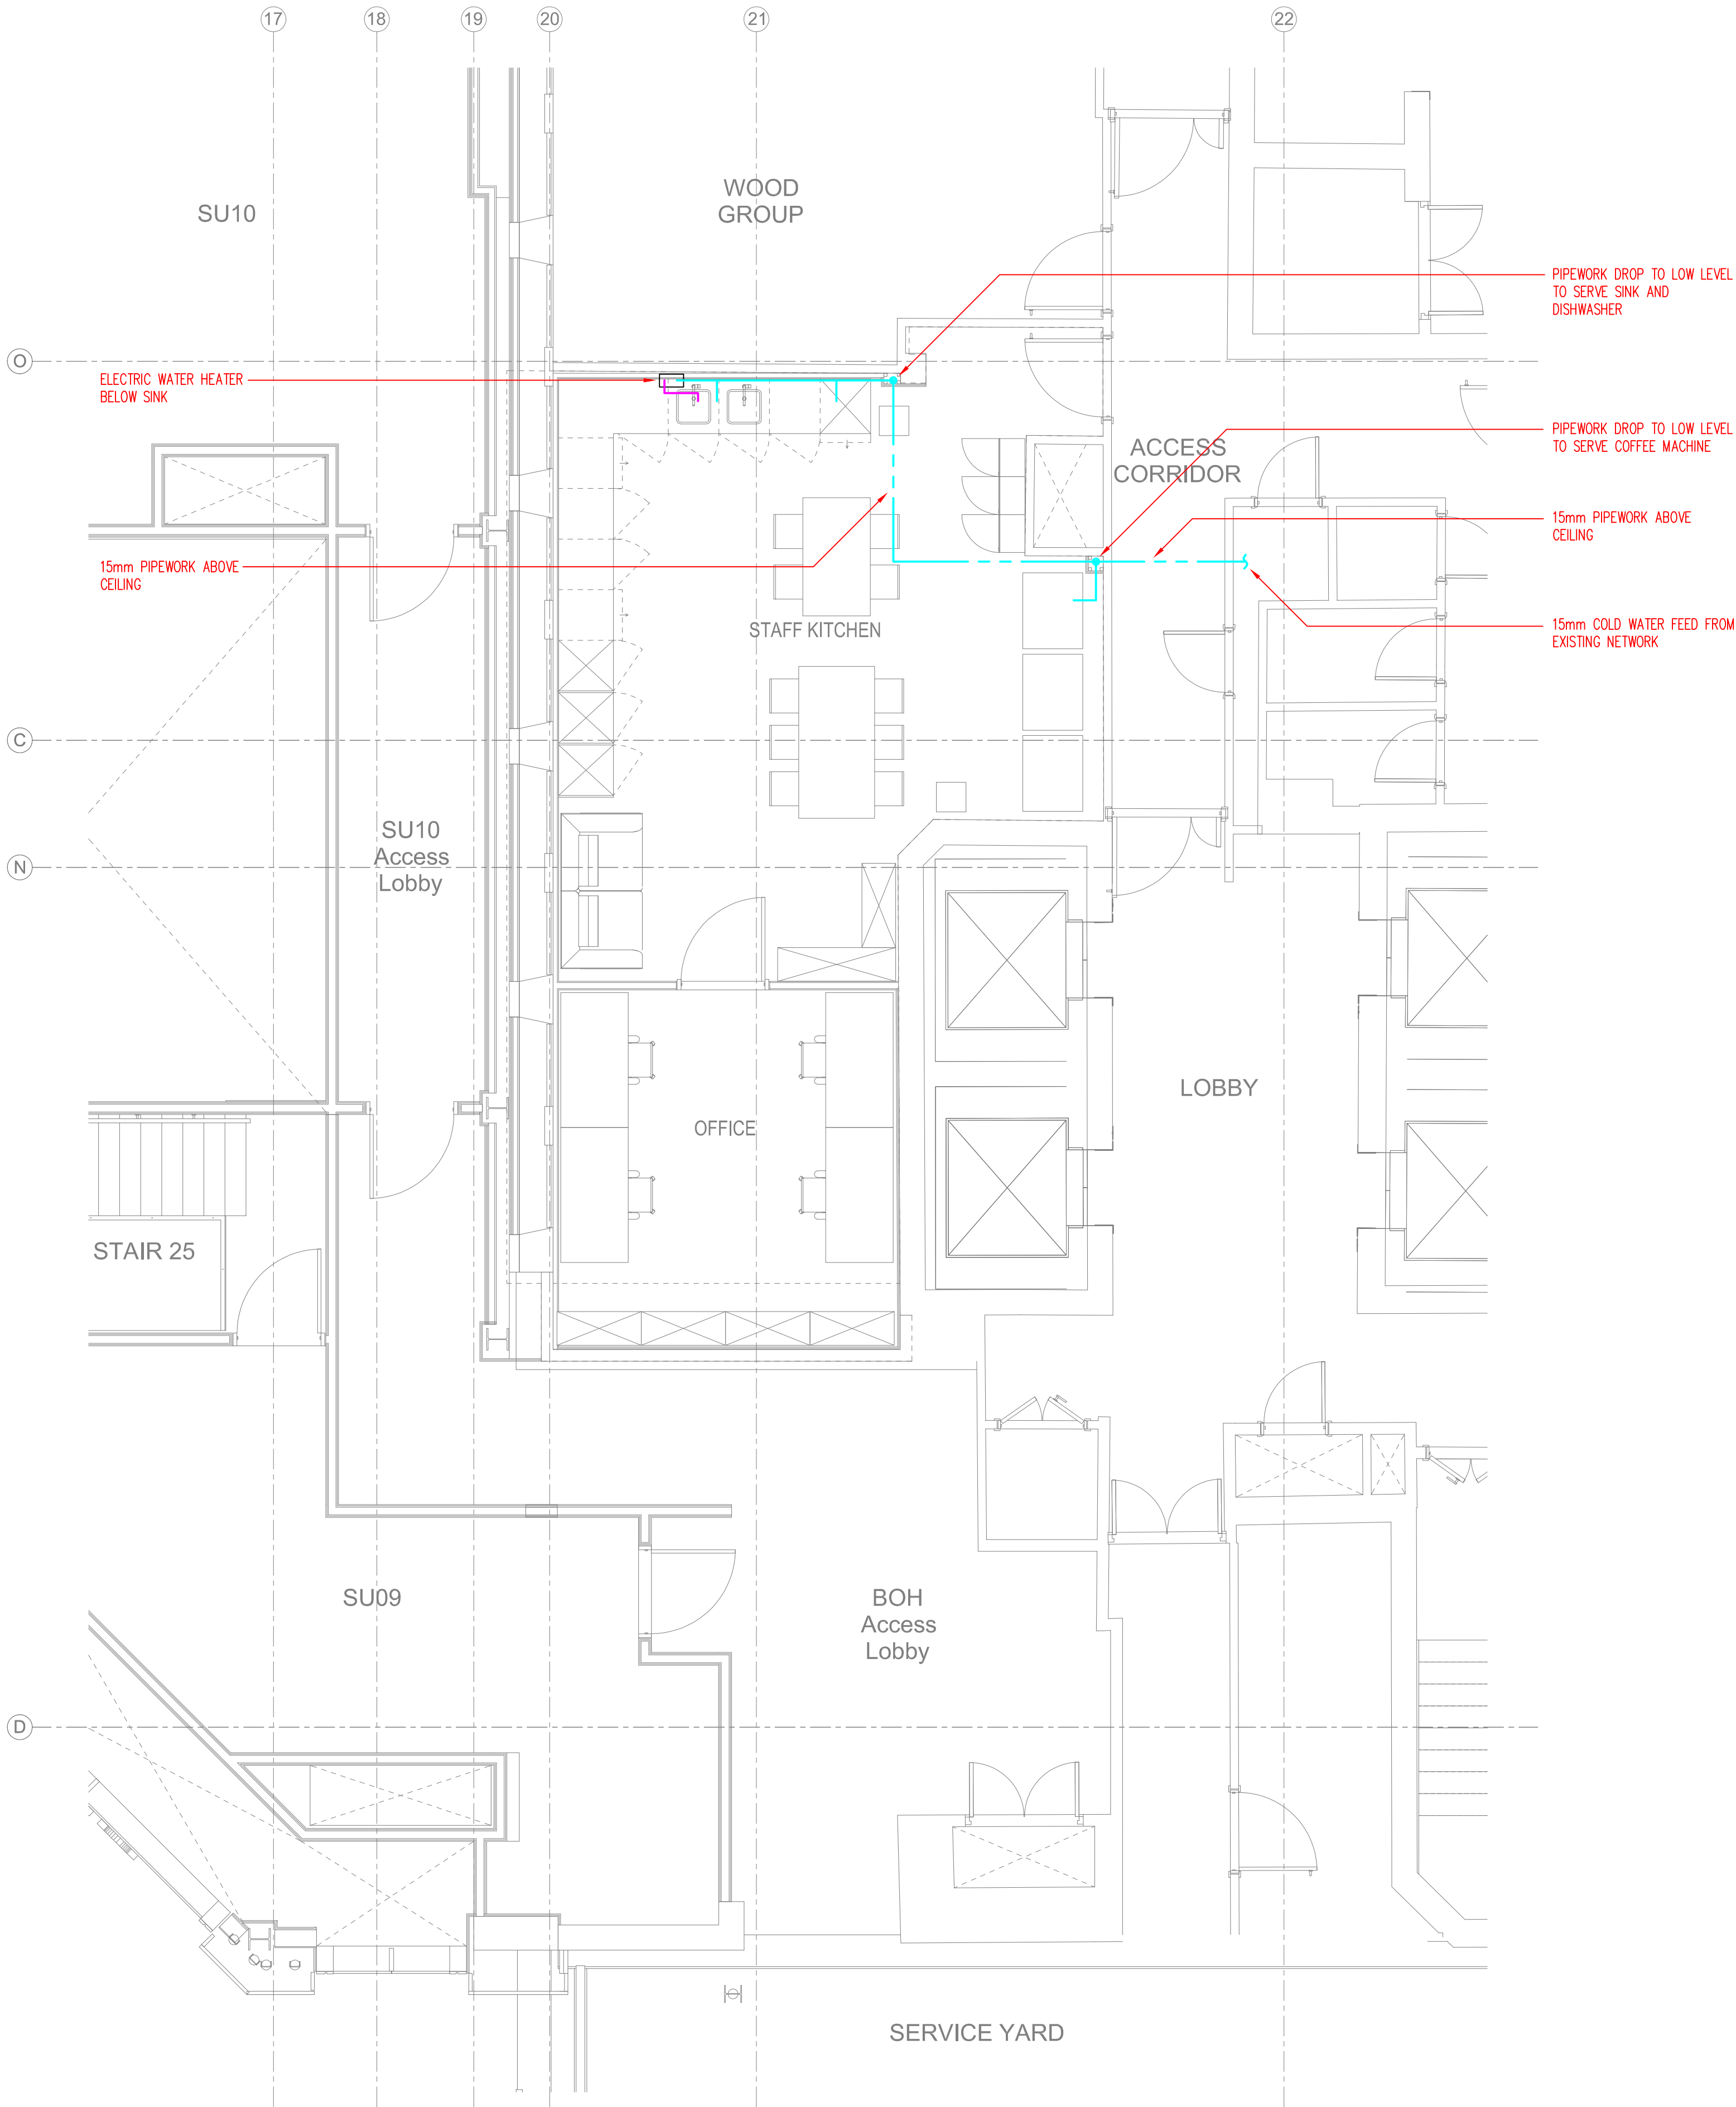 17
18
19
20
21
22
WOOD
GROUP
SU10
PIPEWORK DROP TO LOW LEVEL
TO SERVE SINK AND
DISHWASHER
O
ELECTRIC WATER HEATER
BELOW SINK
PIPEWORK DROP TO LOW LEVEL
TO SERVE COFFEE MACHINE
ACCESS
CORRIDOR
15mm PIPEWORK ABOVE
CEILING
15mm PIPEWORK ABOVE
CEILING
STAFF KITCHEN
15mm COLD WATER FEED FROM
EXISTING NETWORK
C
SU10
Access
Lobby
N
LOBBY
OFFICE
STAIR 25
SU09
BOH
Access
Lobby
D
SERVICE YARD